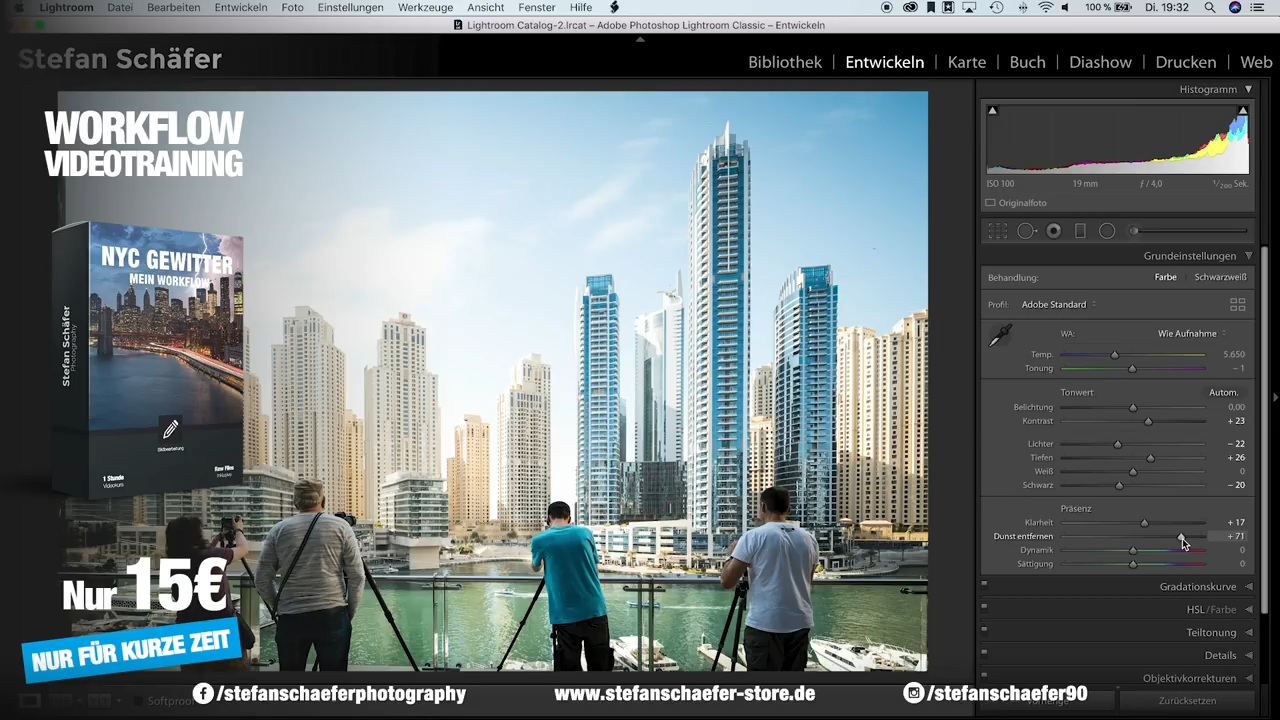 Lightroom Datei Bearbeiten Entwickeln Foto Einstellungen Werkzeuge Ansicht Fenster Hilfe 100 % Di. 19:32
Lightroom Catalog-2.lrcat – Adobe Photoshop Lightroom Classic – Entwickeln
Stefan Schäfer
Bibliothek | Entwickeln | Karte | Buch | Diashow | Drucken | Web
Histogramm
ISO 100 19 mm ƒ / 4,0 1/200 Sek.
Originalfoto
Grundeinstellungen
Behandlung: Farbe Schwarzweiß
Profil: Adobe Standard
WA: Wie Aufnahme
Temp. 5.650
Tonung – 1
Tonwert Autom.
Belichtung 0,00
Kontrast + 23
Lichter – 22
Tiefen + 26
Weiß 0
Schwarz – 20
Präsenz
Klarheit + 17
Dunst entfernen + 71
Dynamik 0
Sättigung 0
Gradationskurve
HSL / Farbe
Teiltonung
Details
Objektivkorrekturen
Vorherige Zurücksetzen
WORKFLOW
VIDEOTRAINING
NYC GEWITTER
MEIN WORKFLOW
Stefan Schäfer
Photography
Bildbearbeitung
1 Stunde
Videokurs
Raw Files
Inklusive
Nur 15€
NUR FÜR KURZE ZEIT
Softproof
/stefanschaeferphotography www.stefanschaefer-store.de /stefanschaefer90